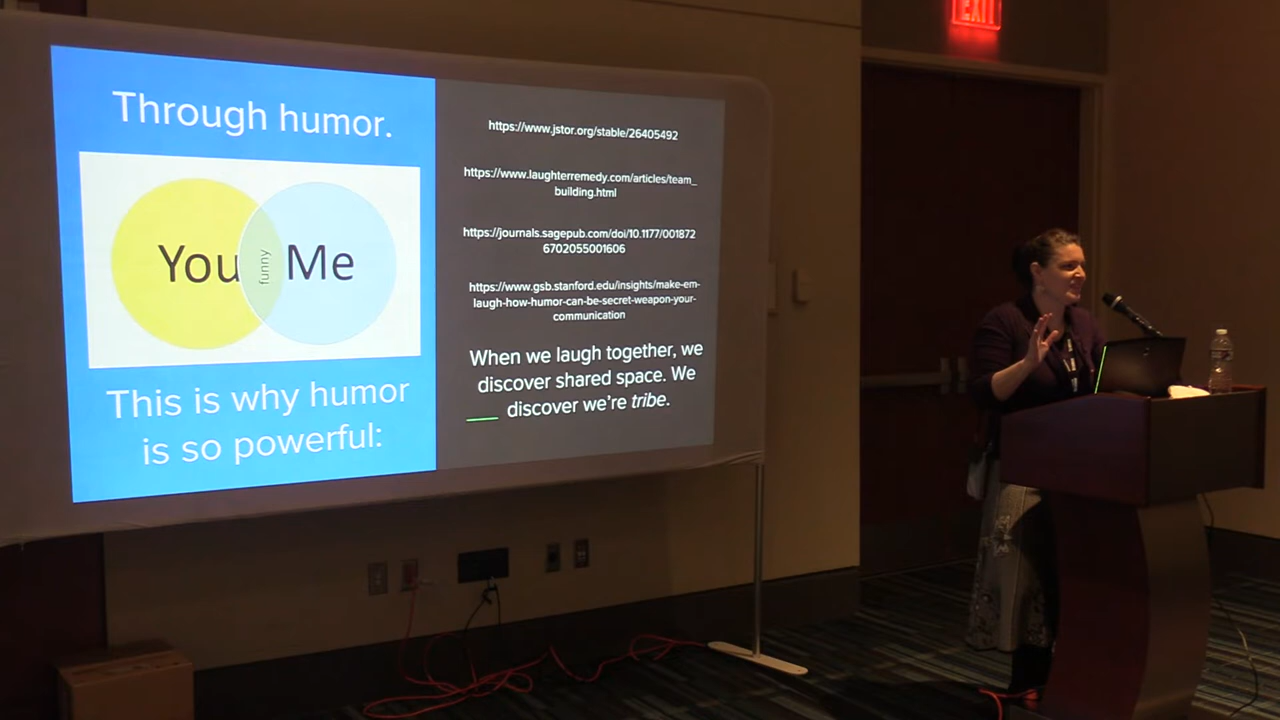 EXIT
Through humor.
You
funny
Me
This is why humor
is so powerful:
https://www.jstor.org/stable/26405492
https://www.laughterremedy.com/articles/team_
building.html
https://journals.sagepub.com/doi/10.1177/001872
6702055001606
https://www.gsb.stanford.edu/insights/make-em-
laugh-how-humor-can-be-secret-weapon-your-
communication
When we laugh together, we
discover shared space. We
discover we're tribe.